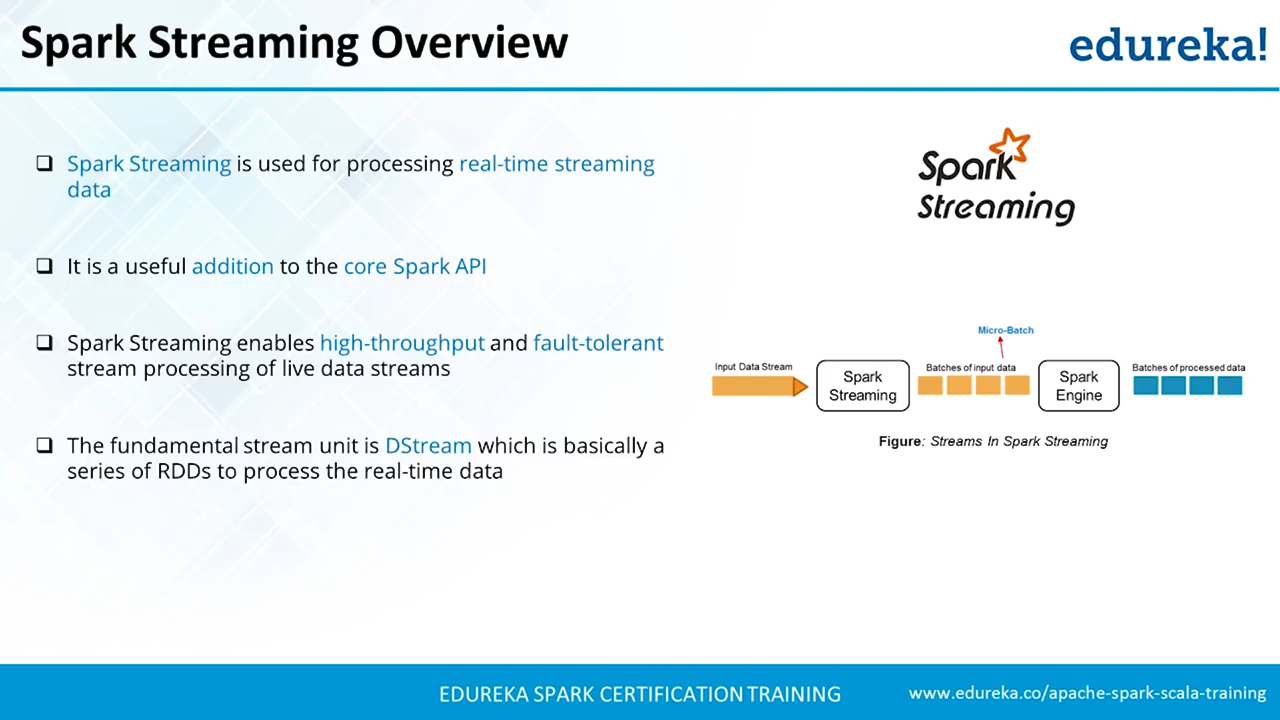 Spark Streaming Overview
edureka!
Spark Streaming is used for processing real-time streaming
data
It is a useful addition to the core Spark API
Spark Streaming enables high-throughput and fault-tolerant
stream processing of live data streams
The fundamental stream unit is DStream which is basically a
series of RDDs to process the real-time data
Spark
Streaming
Micro-Batch
Input Data Stream
Spark
Streaming
Batches of input data
Spark
Engine
Batches of processed data
Figure: Streams In Spark Streaming
EDUREKA SPARK CERTIFICATION TRAINING
www.edureka.co/apache-spark-scala-training